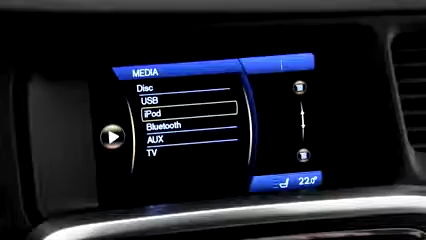 MEDIA
Disc
USB
iPod
Bluetooth
AUX
TV
22.0°